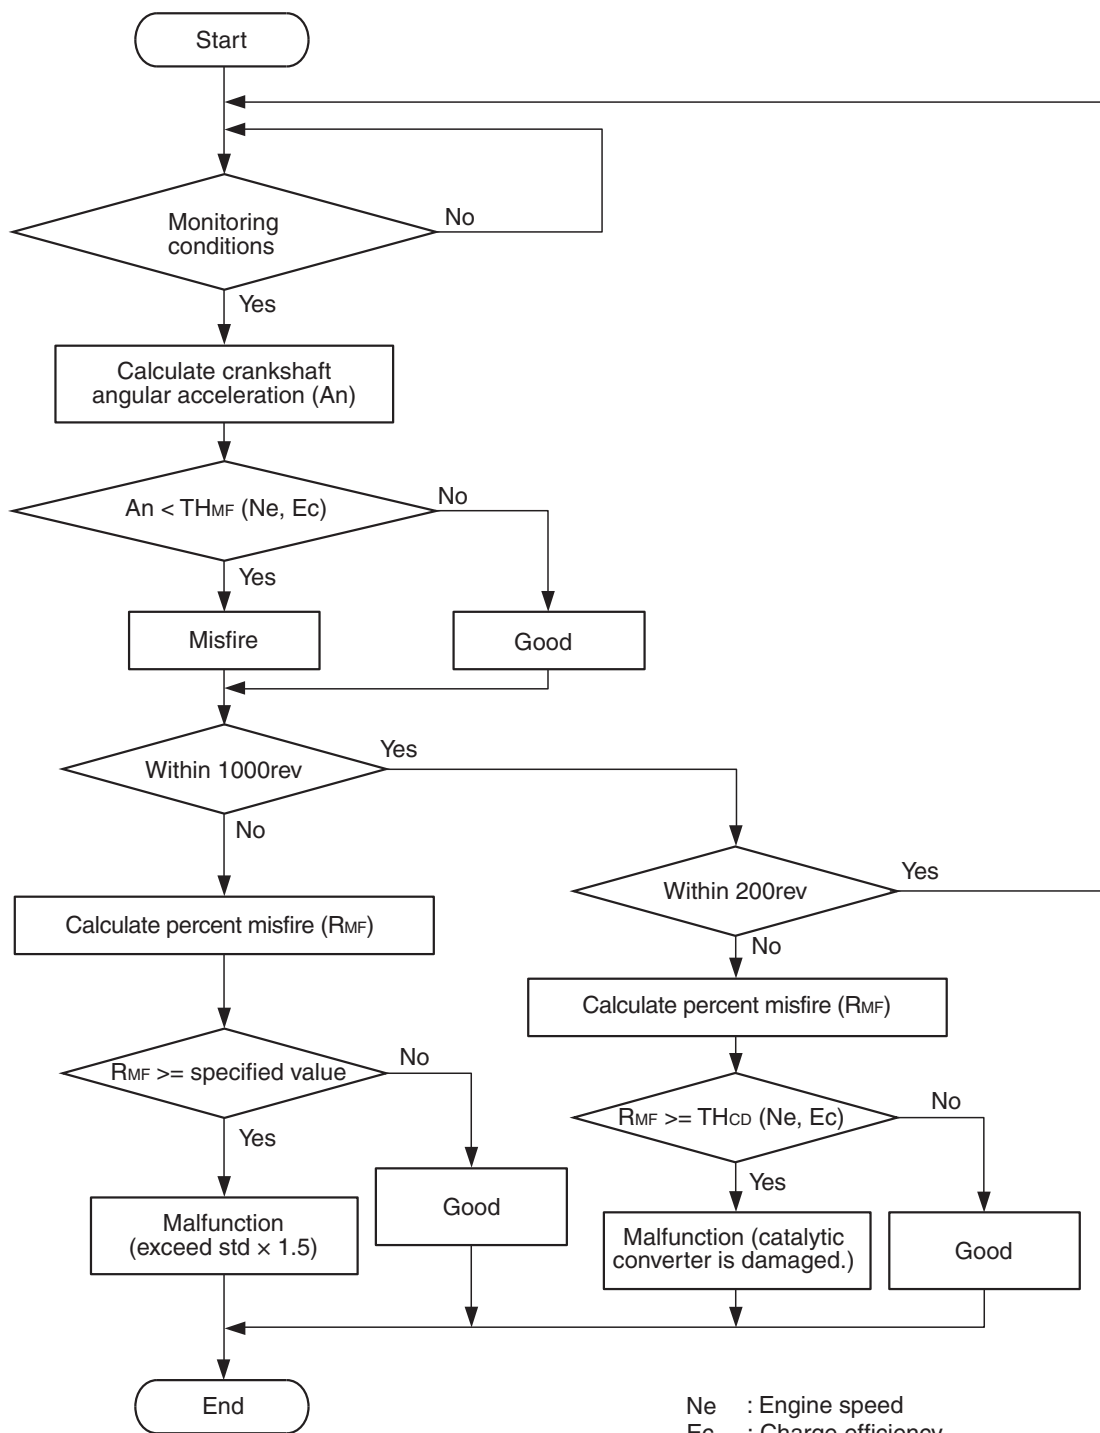 Start
Monitoring
conditions
No
Yes
Calculate crankshaft
angular acceleration (An)
An < THMF (Ne, Ec)
No
Yes
Misfire
Good
Within 1000rev
Yes
No
Within 200rev
Yes
No
Calculate percent misfire (RMF)
Calculate percent misfire (RMF)
RMF >= specified value
No
Yes
RMF >= THCD (Ne, Ec)
No
Yes
Good
Malfunction
(exceed std × 1.5)
Malfunction (catalytic
converter is damaged.)
Good
End
Ne : Engine speed
Ec : Charge efficiency